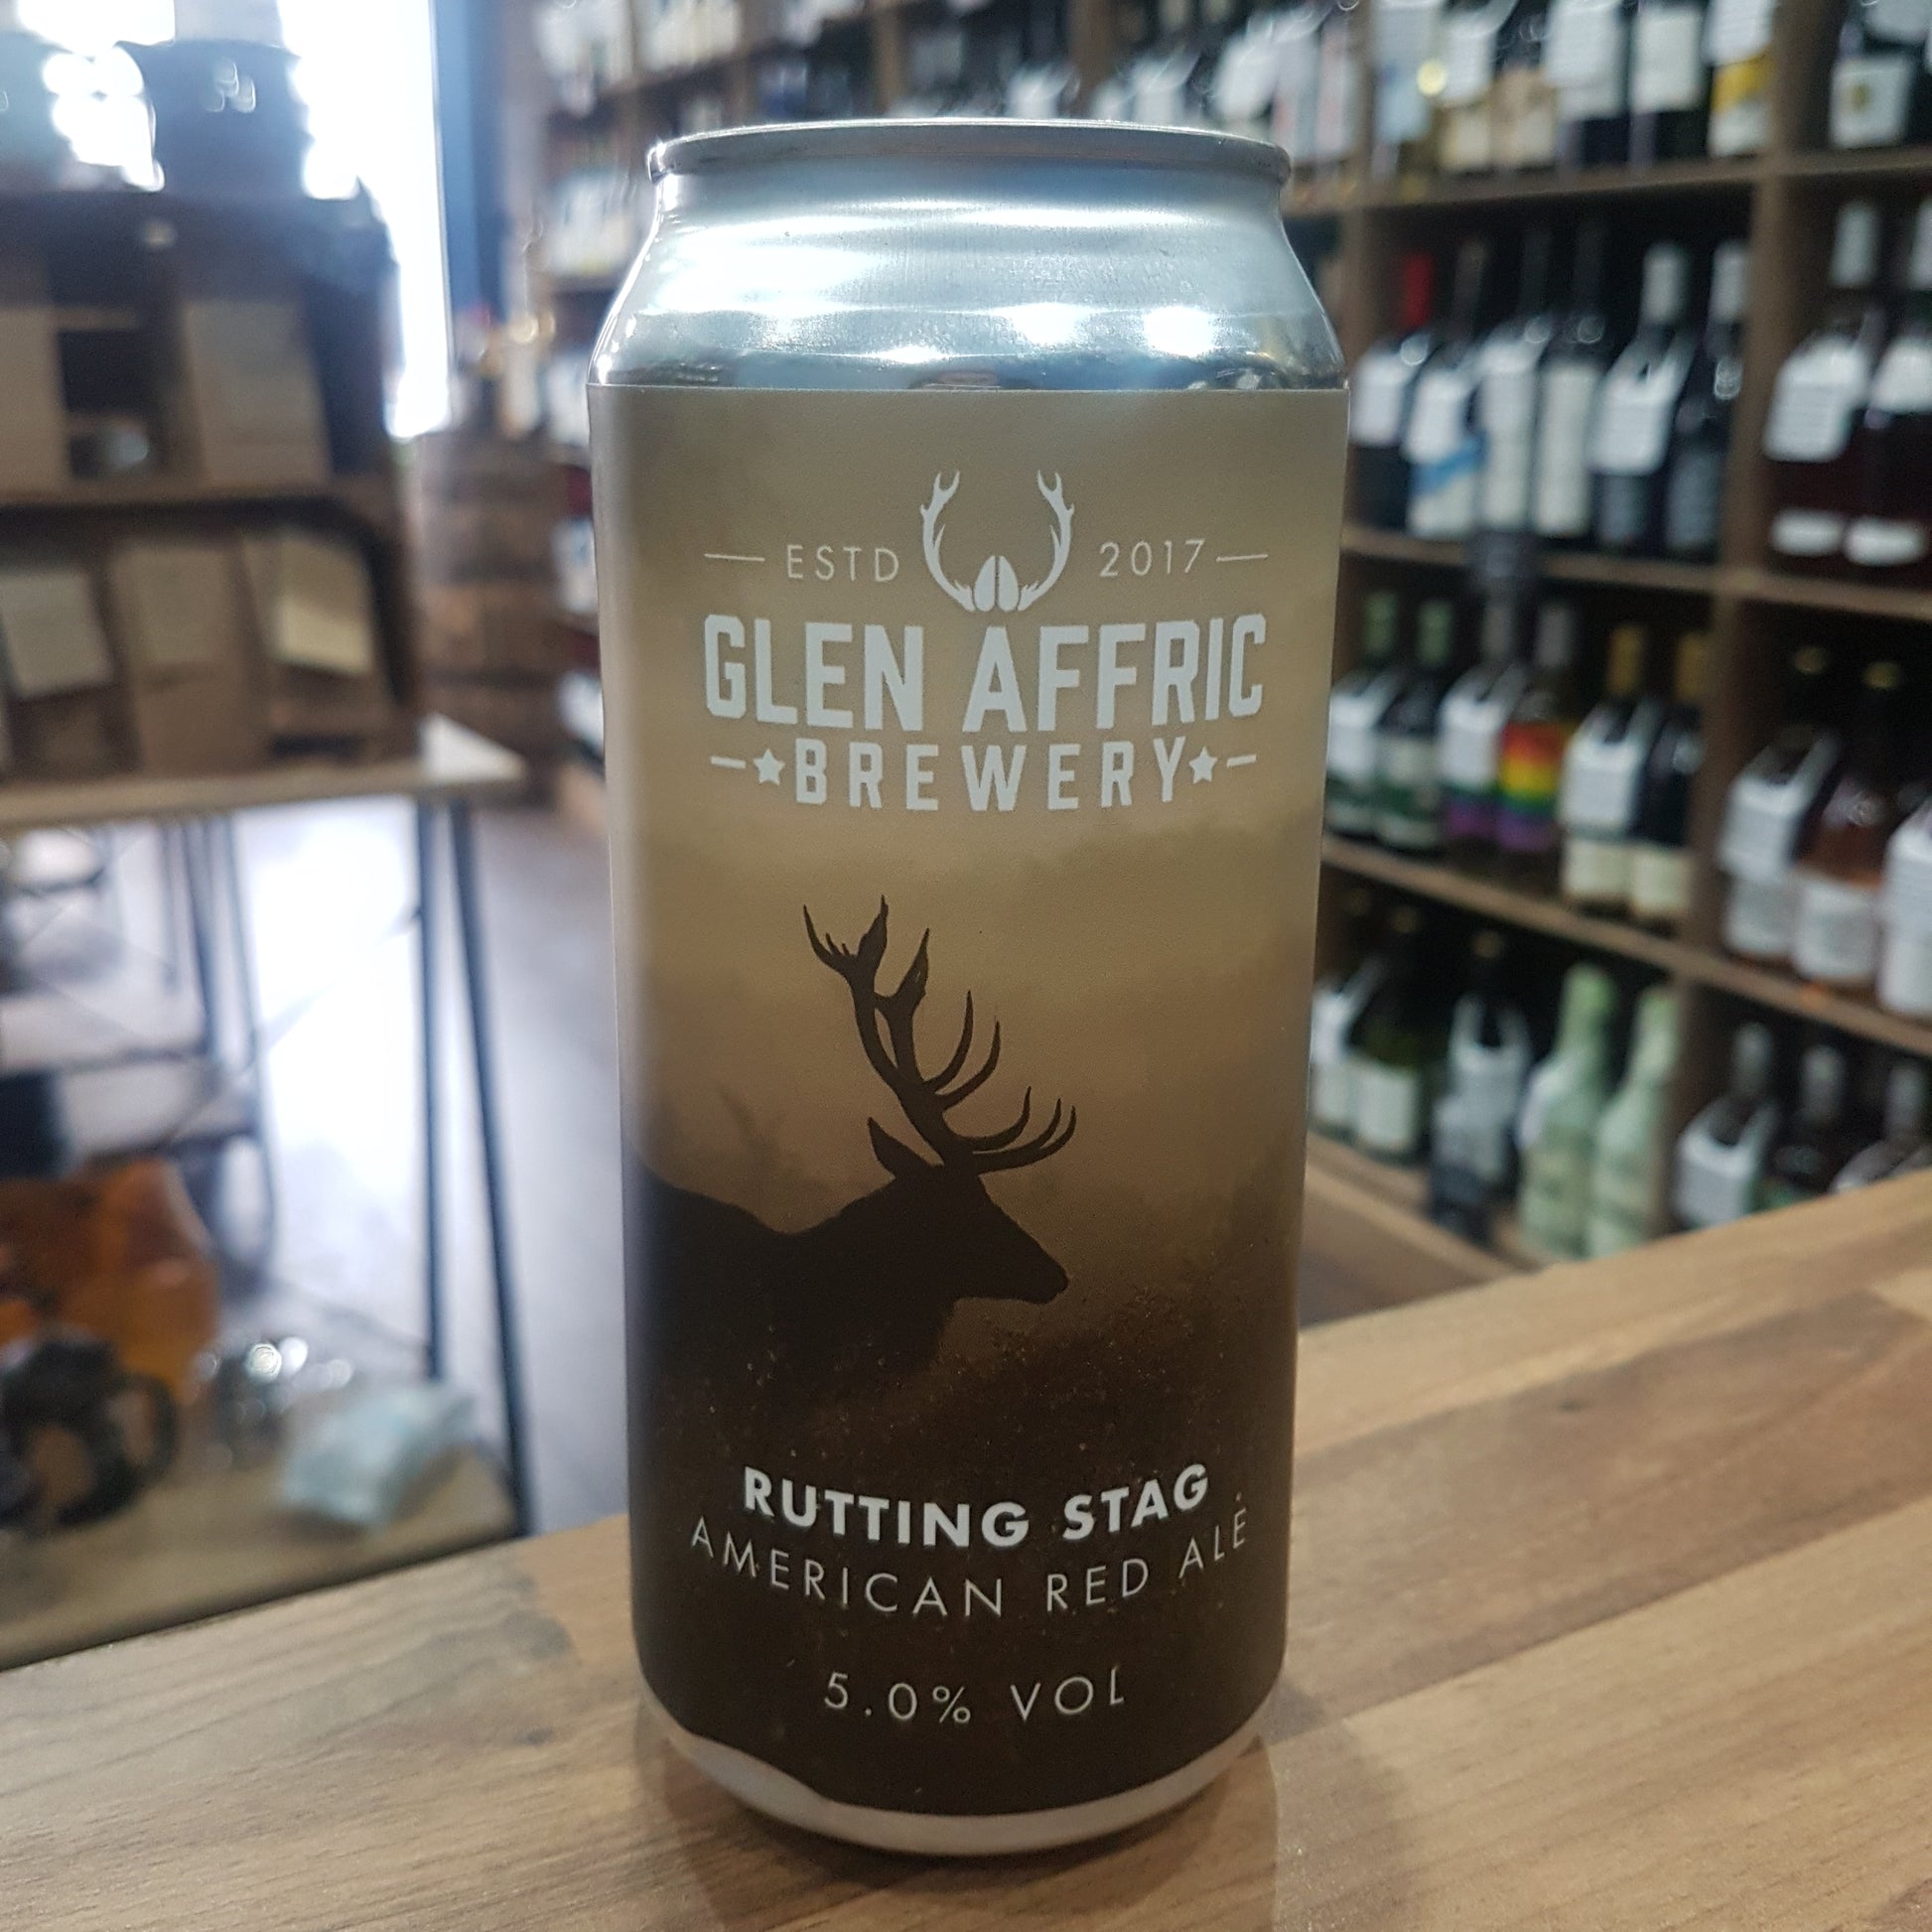 ESTD 2017
GLEN AFFRIC
BREWERY
RUTTING STAG
AMERICAN RED ALE
5.0% VOL